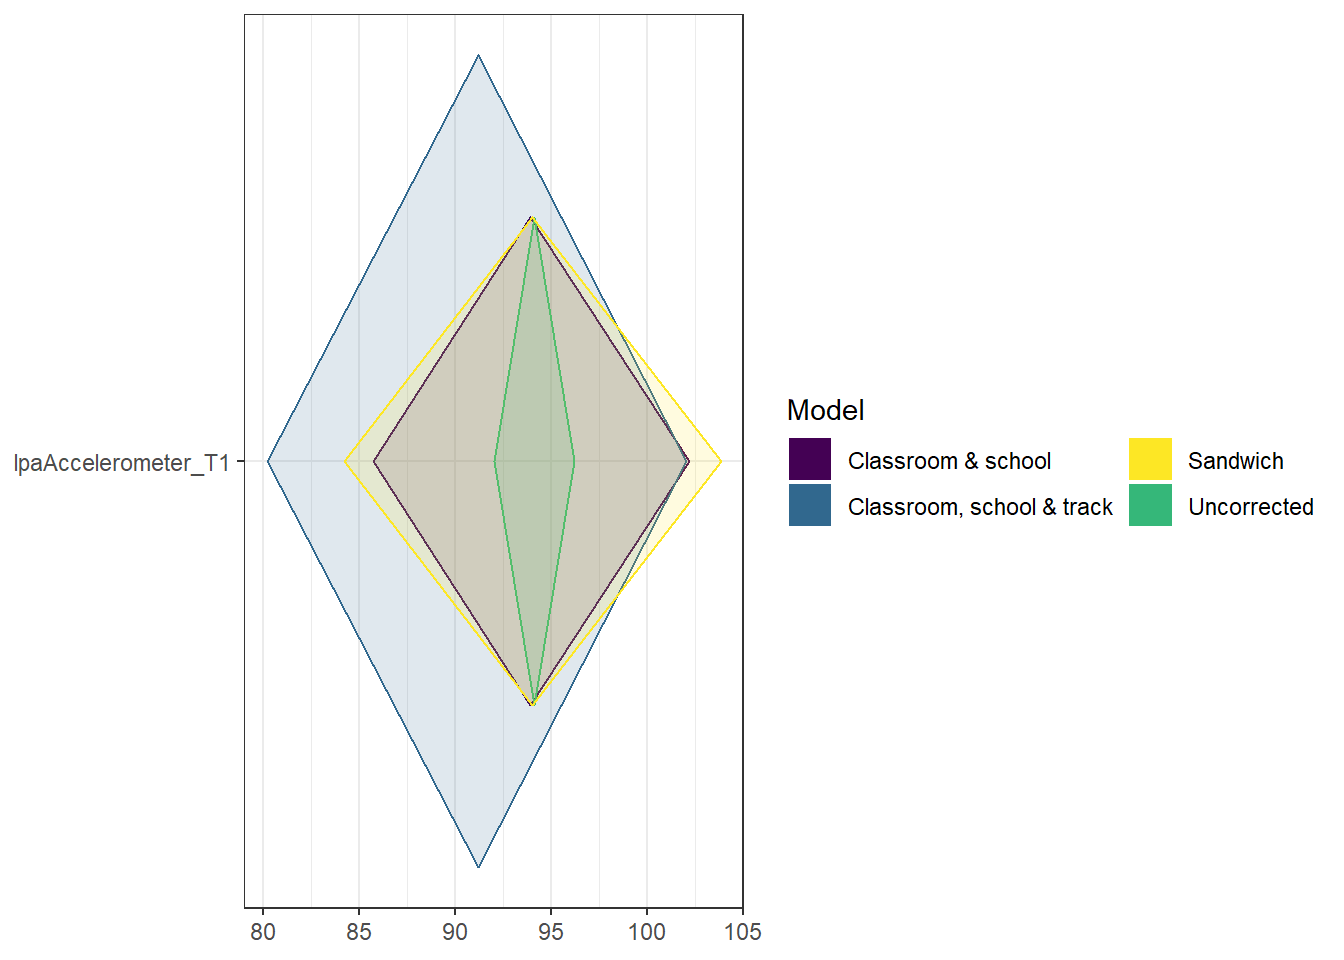 lpaAccelerometer_T1
80 85 90 95 100 105
Model
Classroom & school
Classroom, school & track
Sandwich
Uncorrected